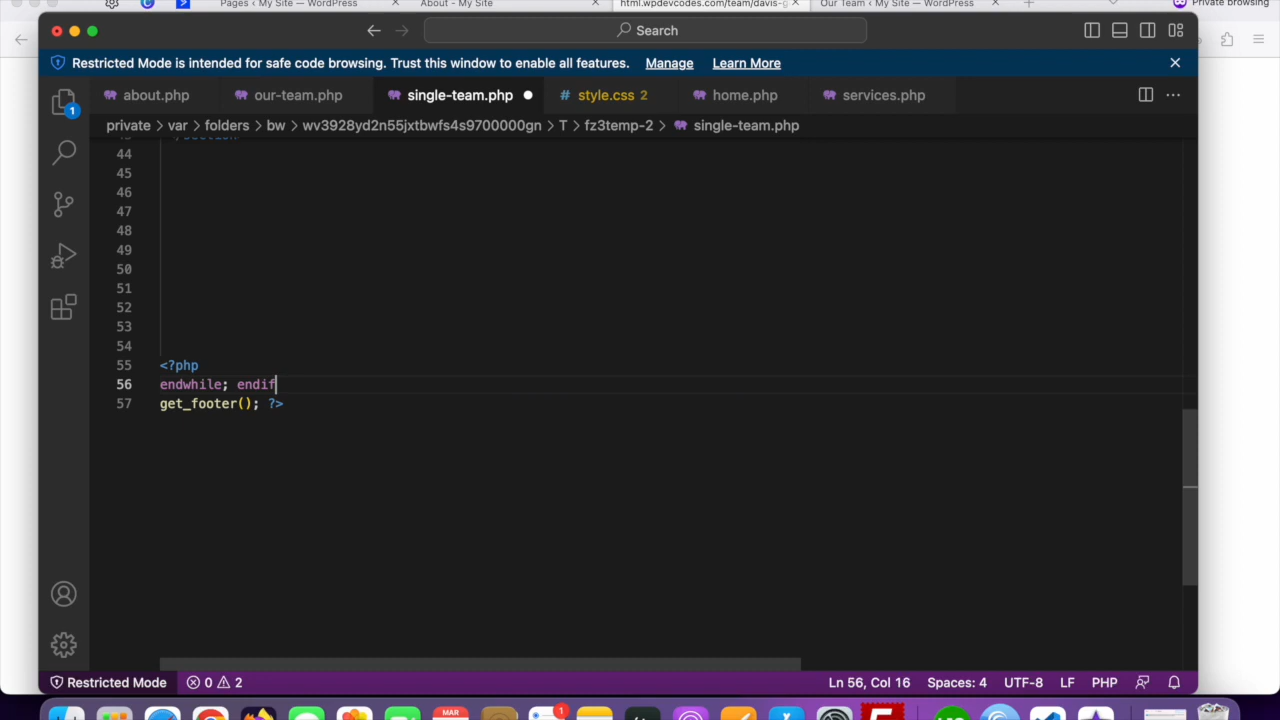 Pages ‹ My Site — WordPress
About - My Site
html.wpdevcodes.com/team/davis-g
Our Team ‹ My Site — WordPress
Private browsing
Search
Restricted Mode is intended for safe code browsing. Trust this window to enable all features. Manage Learn More
about.php
our-team.php
single-team.php
# style.css 2
home.php
services.php
private > var > folders > bw > wv3928yd2n55jxtbwfs4s9700000gn > T > fz3temp-2 > single-team.php
1
44
45
46
47
48
49
50
51
52
53
54
55 <?php
56 endwhile; endif
57 get_footer(); ?>
Restricted Mode
0 2
Ln 56, Col 16
Spaces: 4
UTF-8
LF
PHP
MAR
1